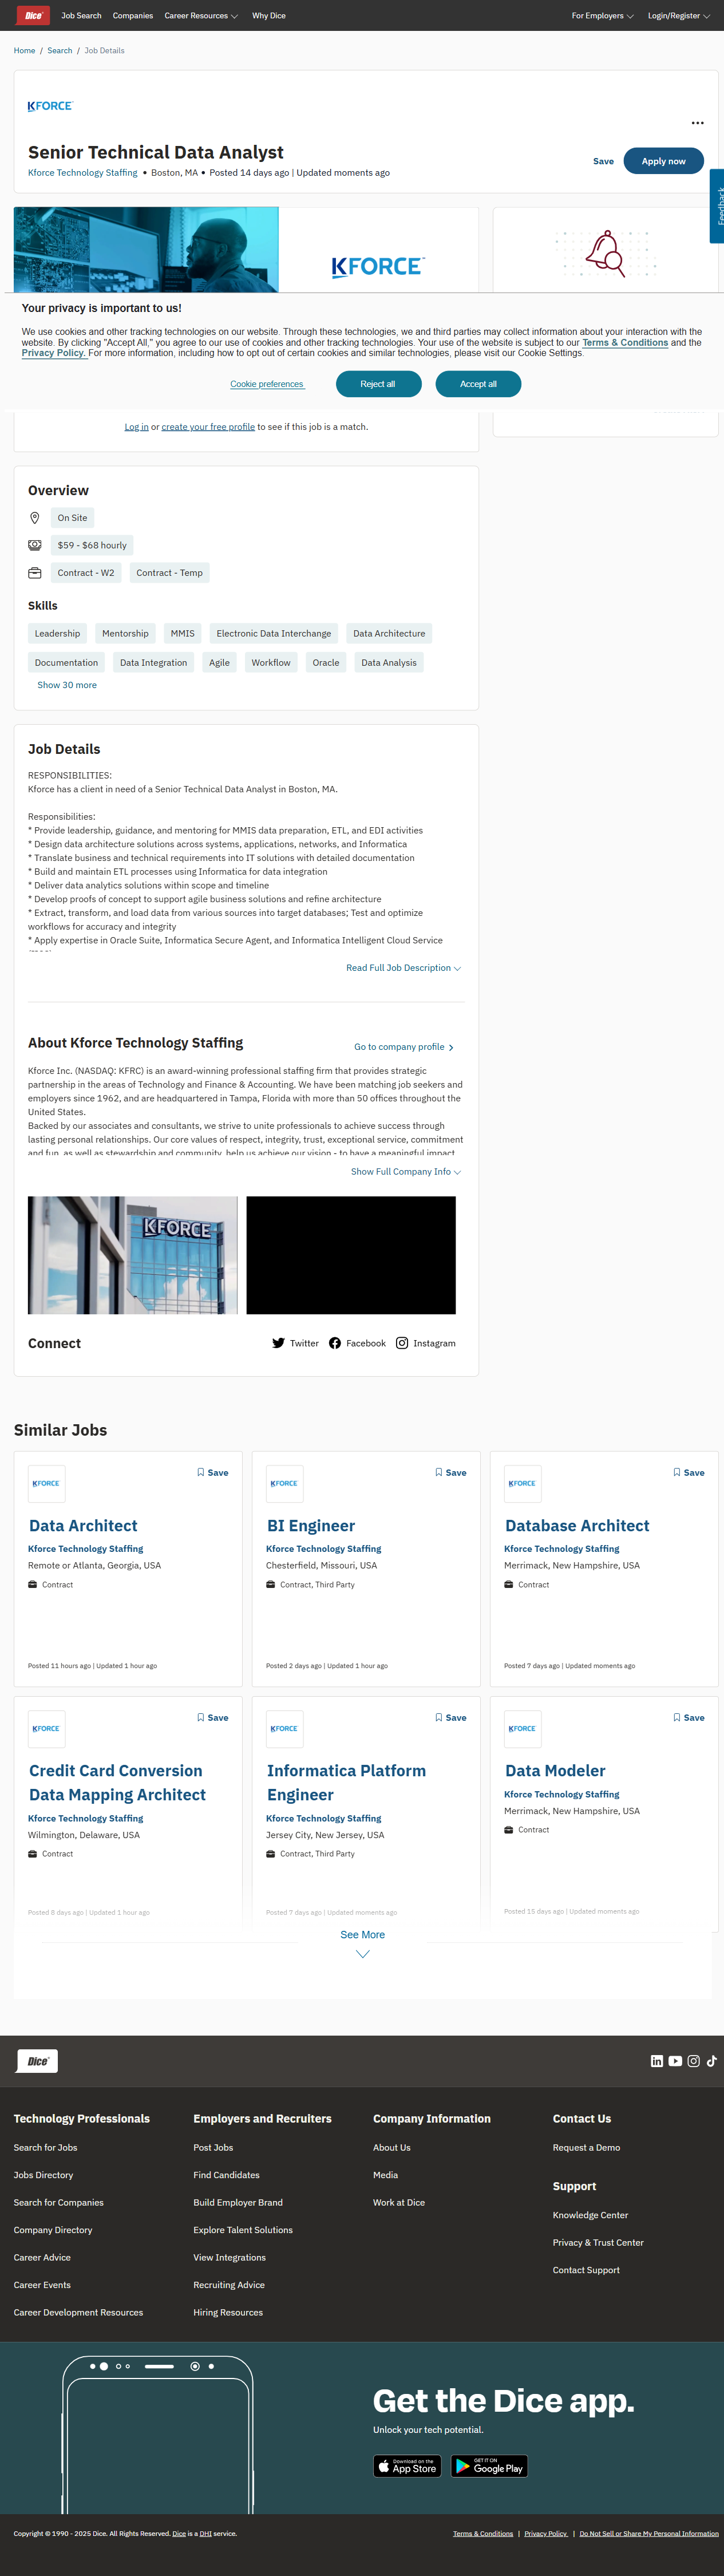 Dice
Job Search
Companies
Career Resources
Why Dice
For Employers
Login/Register
Home / Search / Job Details
KFORCE
Senior Technical Data Analyst
Kforce Technology Staffing • Boston, MA • Posted 14 days ago | Updated moments ago
Save
Apply now
Feedback
KFORCE
Your privacy is important to us!
We use cookies and other tracking technologies on our website. Through these technologies, we and third parties may collect information about your interaction with the
website. By clicking "Accept All," you agree to our use of cookies and other tracking technologies. Your use of the website is subject to our Terms & Conditions and the
Privacy Policy. For more information, including how to opt out of certain cookies and similar technologies, please visit our Cookie Settings.
Cookie preferences
Reject all
Accept all
Log in or create your free profile to see if this job is a match.
Overview
On Site
$59 - $68 hourly
Contract - W2
Contract - Temp
Skills
Leadership
Mentorship
MMIS
Electronic Data Interchange
Data Architecture
Documentation
Data Integration
Agile
Workflow
Oracle
Data Analysis
Show 30 more
Job Details
RESPONSIBILITIES:
Kforce has a client in need of a Senior Technical Data Analyst in Boston, MA.
Responsibilities:
* Provide leadership, guidance, and mentoring for MMIS data preparation, ETL, and EDI activities
* Design data architecture solutions across systems, applications, networks, and Informatica
* Translate business and technical requirements into IT solutions with detailed documentation
* Build and maintain ETL processes using Informatica for data integration
* Deliver data analytics solutions within scope and timeline
* Develop proofs of concept to support agile business solutions and refine architecture
* Extract, transform, and load data from various sources into target databases; Test and optimize
workflows for accuracy and integrity
* Apply expertise in Oracle Suite, Informatica Secure Agent, and Informatica Intelligent Cloud Service
Read Full Job Description
About Kforce Technology Staffing
Go to company profile
Kforce Inc. (NASDAQ: KFRC) is an award-winning professional staffing firm that provides strategic
partnership in the areas of Technology and Finance & Accounting. We have been matching job seekers and
employers since 1962, and are headquartered in Tampa, Florida with more than 50 offices throughout the
United States.
Backed by our associates and consultants, we strive to unite professionals to achieve success through
lasting personal relationships. Our core values of respect, integrity, trust, exceptional service, commitment
and fun, as well as stewardship and community, help us achieve our vision - to have a meaningful impact
Show Full Company Info
KFORCE
Connect
Twitter
Facebook
Instagram
Similar Jobs
KFORCE
Save
Data Architect
Kforce Technology Staffing
Remote or Atlanta, Georgia, USA
Contract
Posted 11 hours ago | Updated 1 hour ago
KFORCE
Save
BI Engineer
Kforce Technology Staffing
Chesterfield, Missouri, USA
Contract, Third Party
Posted 2 days ago | Updated 1 hour ago
KFORCE
Save
Database Architect
Kforce Technology Staffing
Merrimack, New Hampshire, USA
Contract
Posted 7 days ago | Updated moments ago
KFORCE
Save
Credit Card Conversion
Data Mapping Architect
Kforce Technology Staffing
Wilmington, Delaware, USA
Contract
Posted 8 days ago | Updated 1 hour ago
KFORCE
Save
Informatica Platform
Engineer
Kforce Technology Staffing
Jersey City, New Jersey, USA
Contract, Third Party
Posted 7 days ago | Updated moments ago
KFORCE
Save
Data Modeler
Kforce Technology Staffing
Merrimack, New Hampshire, USA
Contract
Posted 15 days ago | Updated moments ago
See More
Dice
Technology Professionals
Search for Jobs
Jobs Directory
Search for Companies
Company Directory
Career Advice
Career Events
Career Development Resources
Employers and Recruiters
Post Jobs
Find Candidates
Build Employer Brand
Explore Talent Solutions
View Integrations
Recruiting Advice
Hiring Resources
Company Information
About Us
Media
Work at Dice
Contact Us
Request a Demo
Support
Knowledge Center
Privacy & Trust Center
Contact Support
Get the Dice app.
Unlock your tech potential.
Download on the
App Store
GET IT ON
Google Play
Copyright © 1990 - 2025 Dice. All Rights Reserved. Dice is a DHI service.
Terms & Conditions | Privacy Policy | Do Not Sell or Share My Personal Information